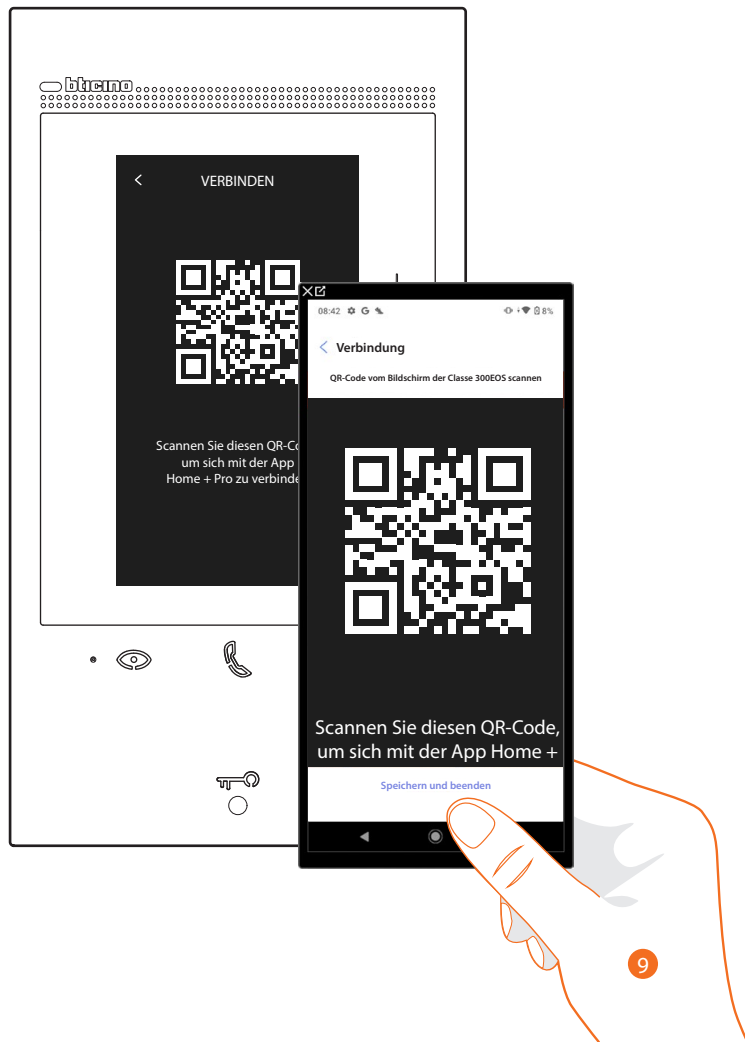 bticino
VERBINDEN
Scannen Sie diesen QR-Co
um sich mit der App
Home + Pro zu verbinde
08:42
8%
Verbindung
QR-Code vom Bildschirm der Classe 300EOS scannen
Scannen Sie diesen QR-Code,
um sich mit der App Home +
Speichern und beenden
9